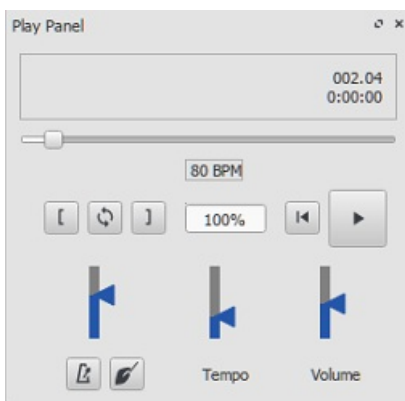 Play Panel
002.04
0:00:00
80 BPM
[ ] 100%
Tempo Volume